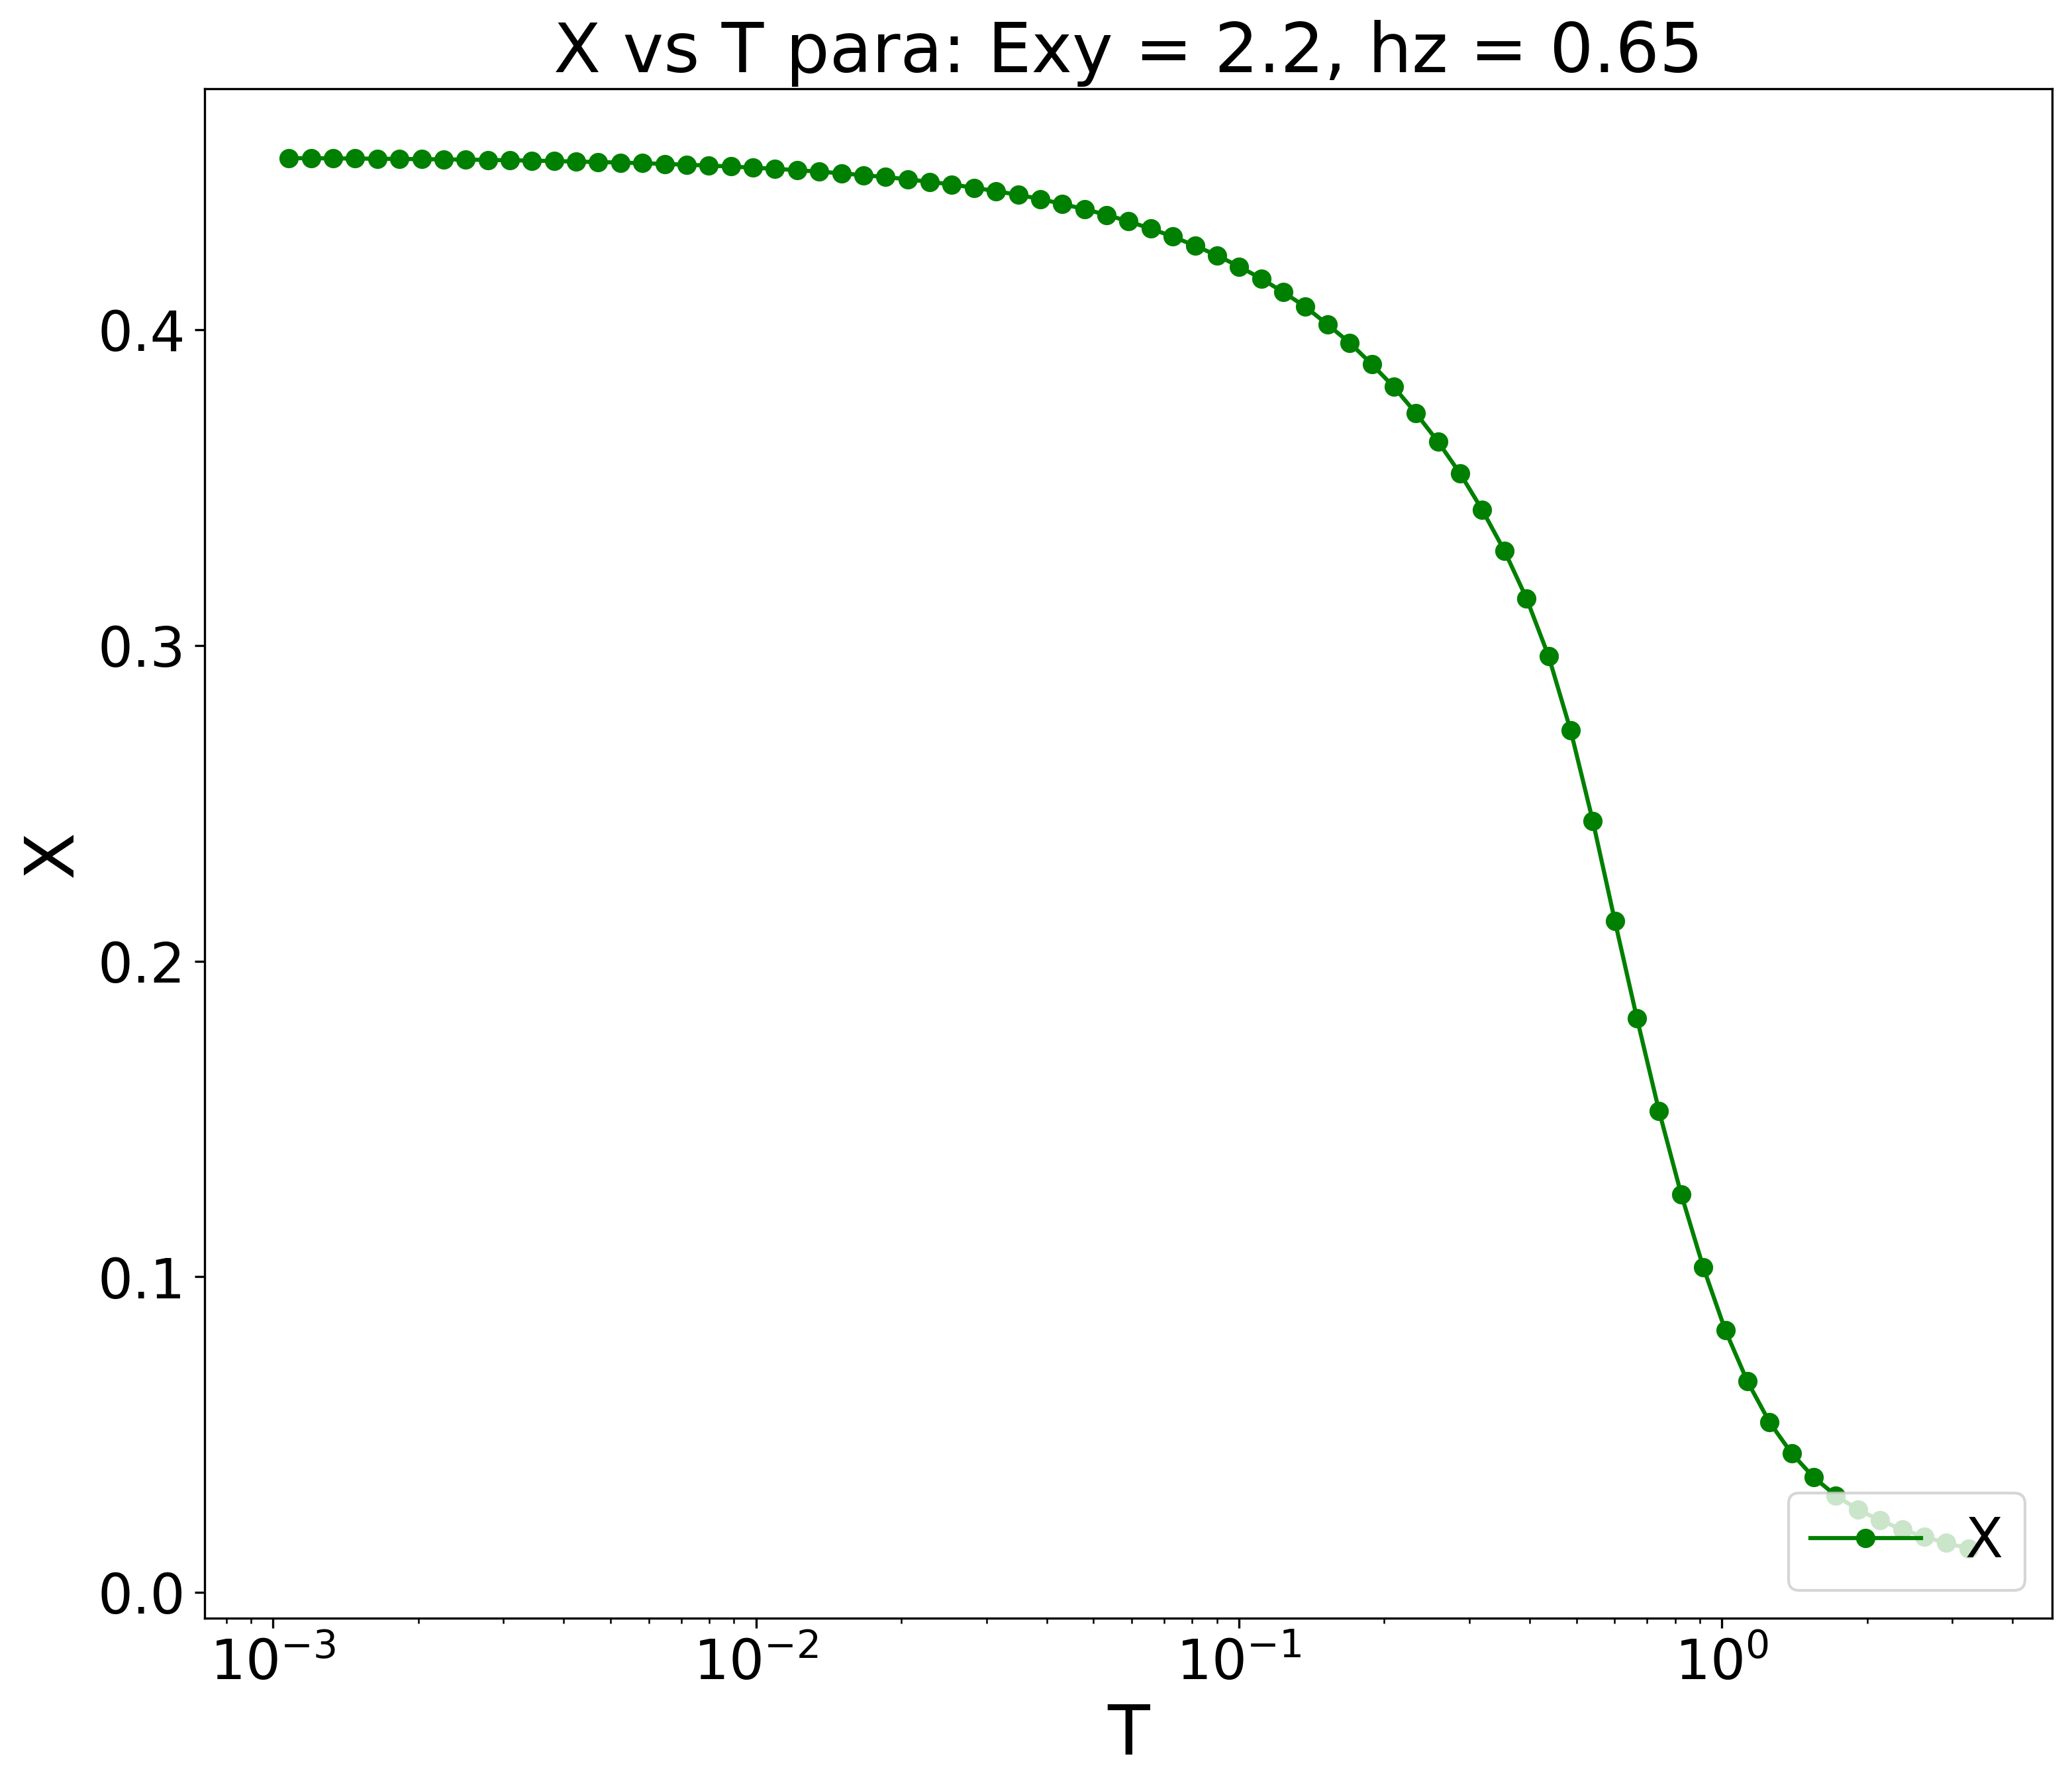 X vs T para: Exy = 2.2, hz = 0.65
X
0.4
0.3
0.2
0.1
0.0
10⁻³ 10⁻² 10⁻¹ 10⁰
T
X